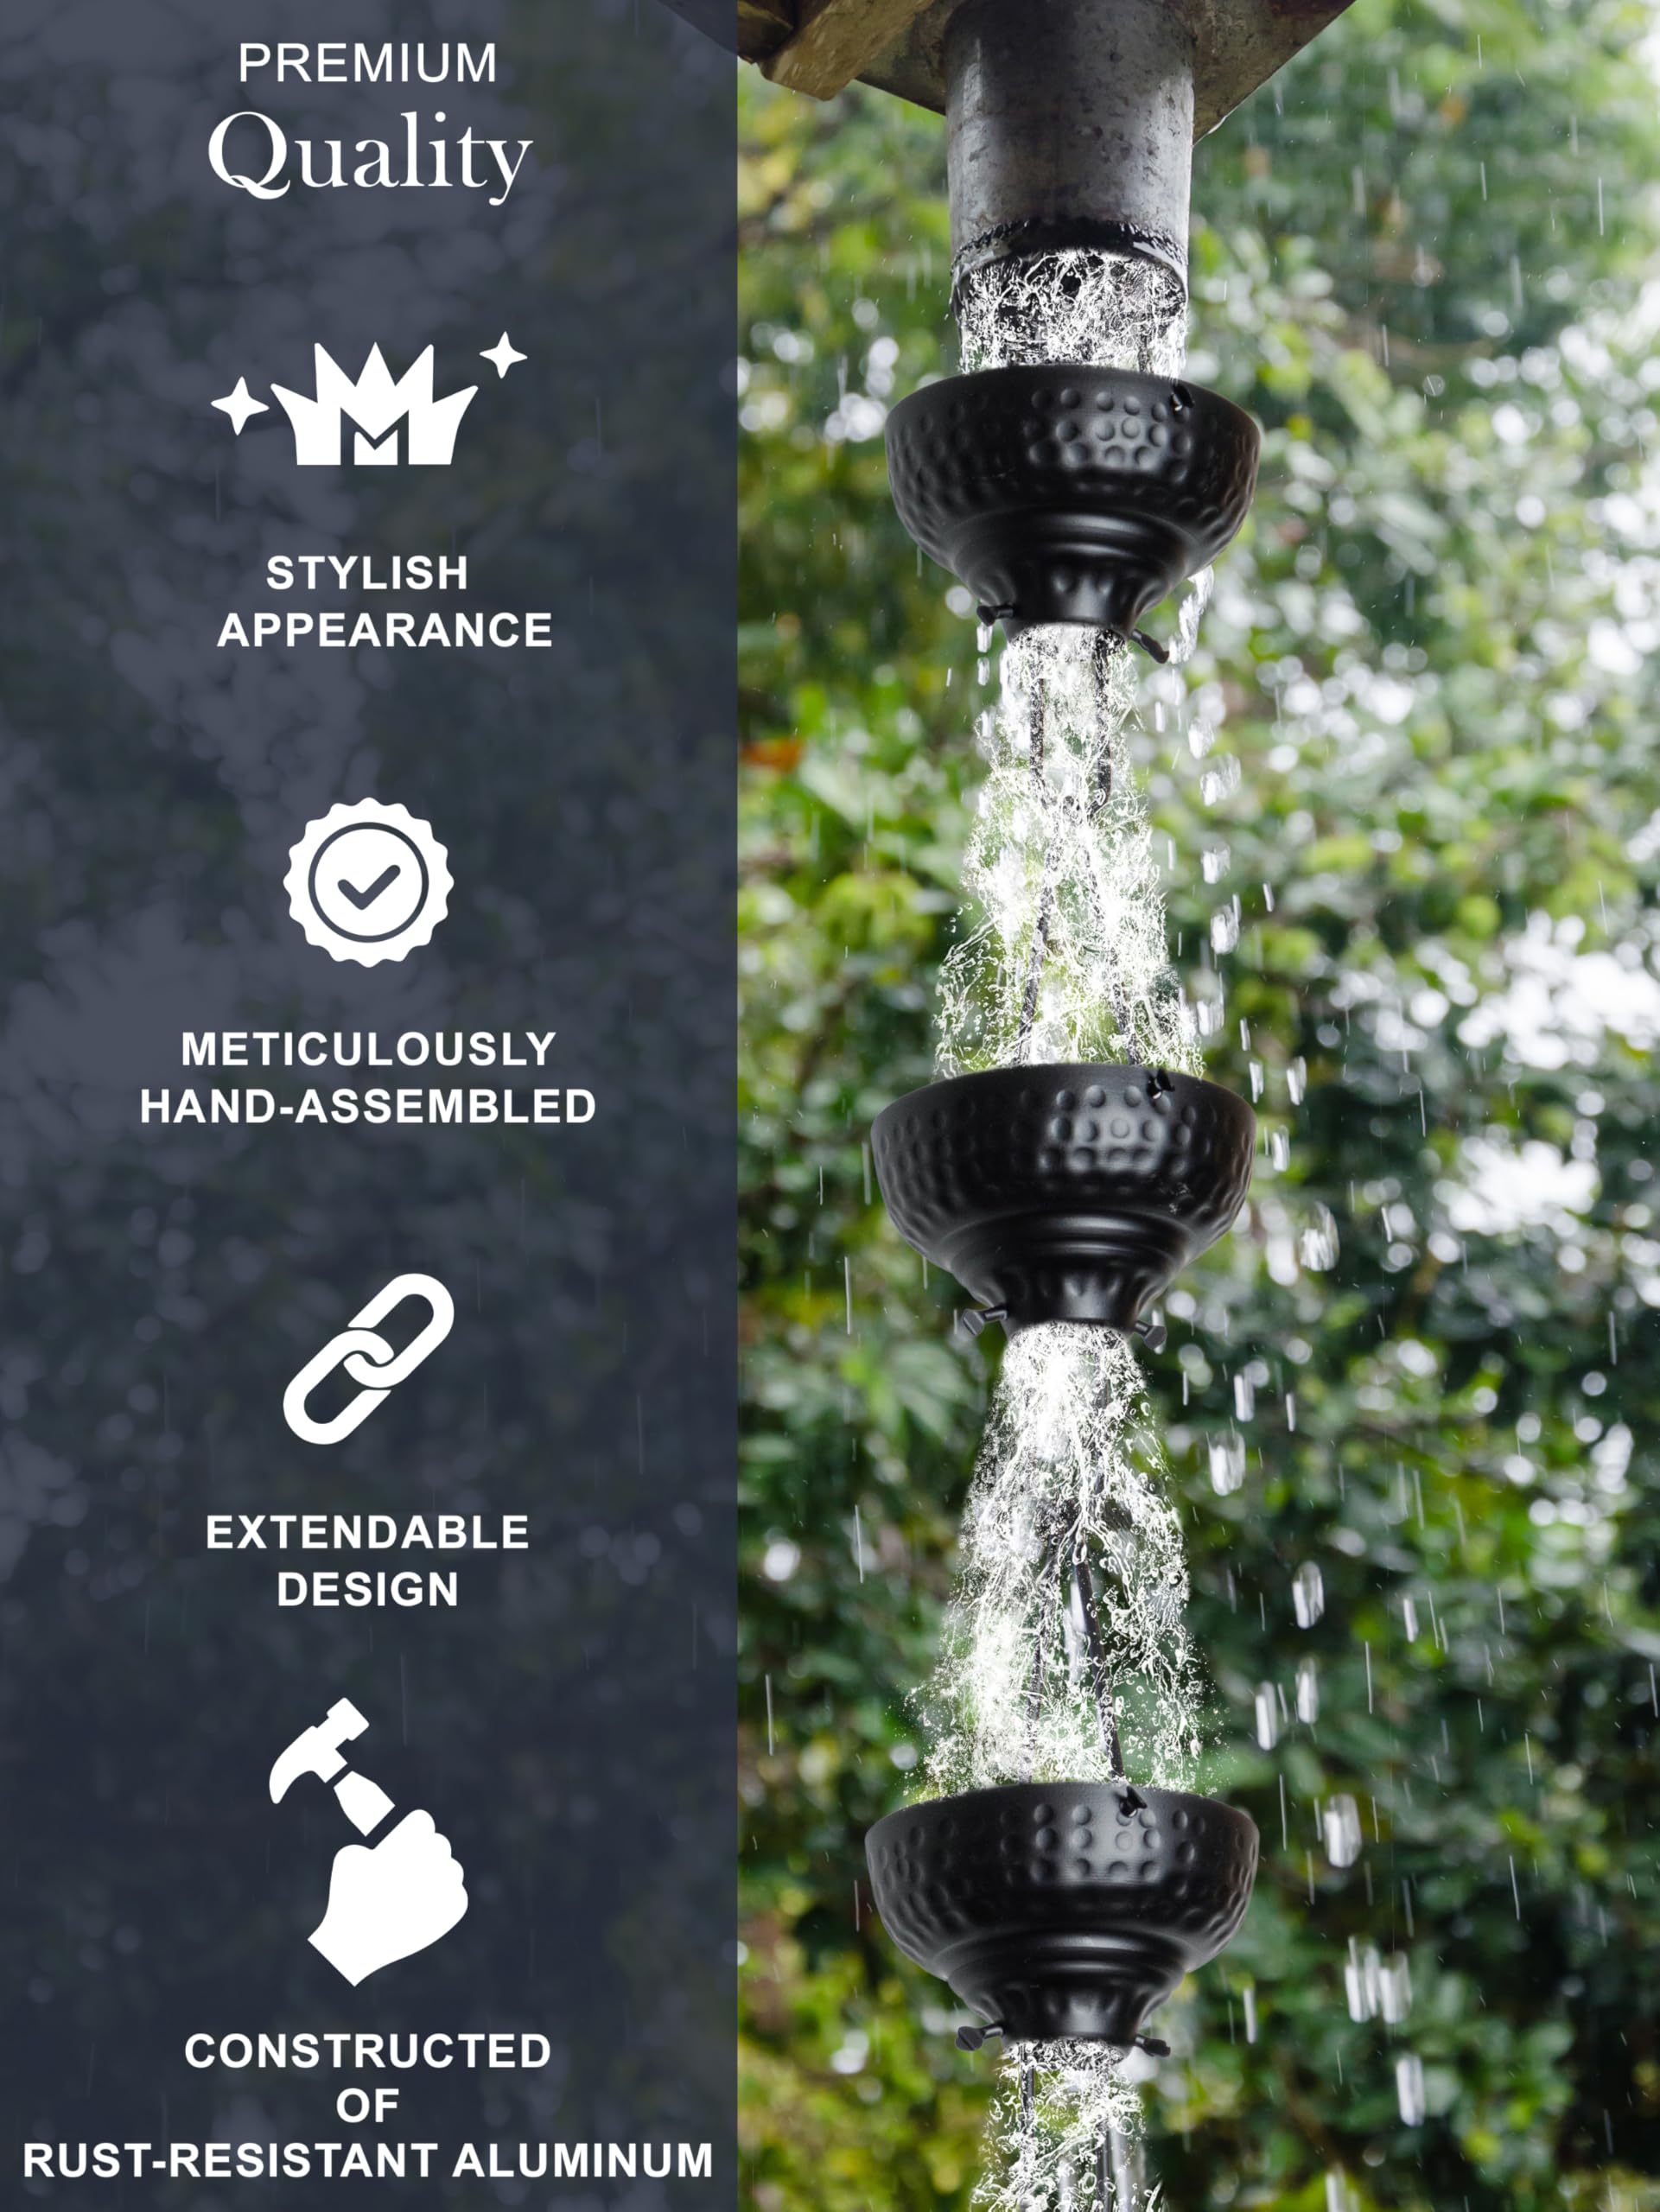 PREMIUM
Quality
M
STYLISH
APPEARANCE
METICULOUSLY
HAND-ASSEMBLED
EXTENDABLE
DESIGN
CONSTRUCTED
OF
RUST-RESISTANT ALUMINUM